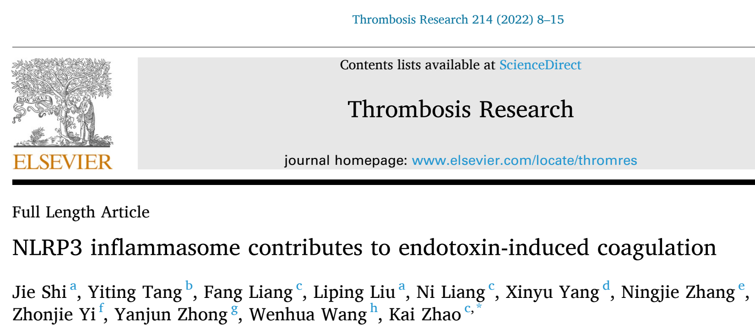 Thrombosis Research 214 (2022) 8–15
Contents lists available at ScienceDirect
Thrombosis Research
ELSEVIER
journal homepage: www.elsevier.com/locate/thromres
Full Length Article
NLRP3 inflammasome contributes to endotoxin-induced coagulation
Jie Shi a, Yiting Tang b, Fang Liang c, Liping Liu a, Ni Liang c, Xinyu Yang d, Ningjie Zhang e,
Zhonjie Yi f, Yanjun Zhong g, Wenhua Wang h, Kai Zhao c,*